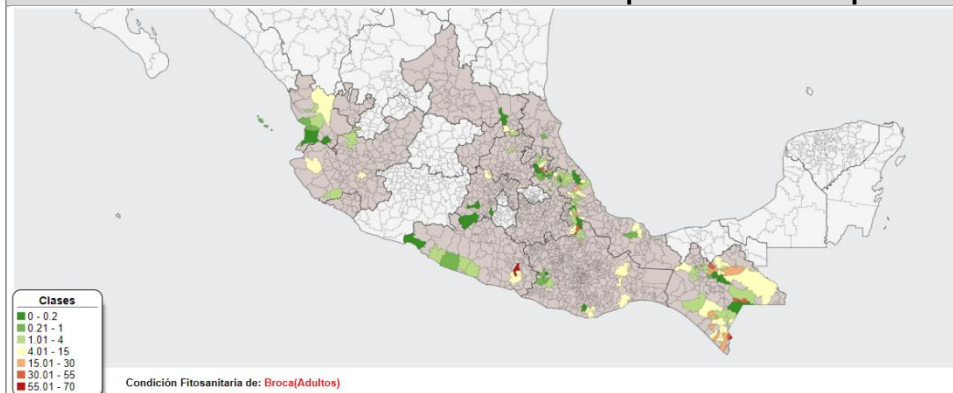 Clases
0 - 0.2
0.21 - 1
1.01 - 4
4.01 - 15
15.01 - 30
30.01 - 55
55.01 - 70
Condición Fitosanitaria de: Broca(Adultos)